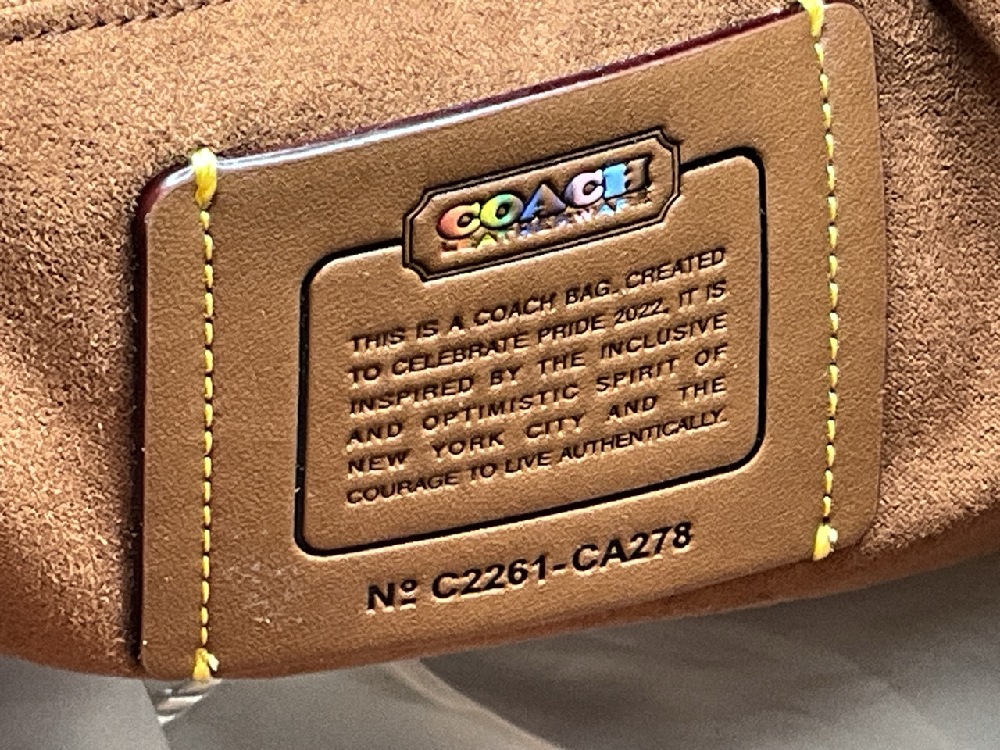 COACH
THIS IS A COACH BAG. CREATED
TO CELEBRATE PRIDE 2022, IT IS
INSPIRED BY THE INCLUSIVE
AND OPTIMISTIC SPIRIT OF
NEW YORK CITY AND THE
COURAGE TO LIVE AUTHENTICALLY.
Nº C2261-CA278